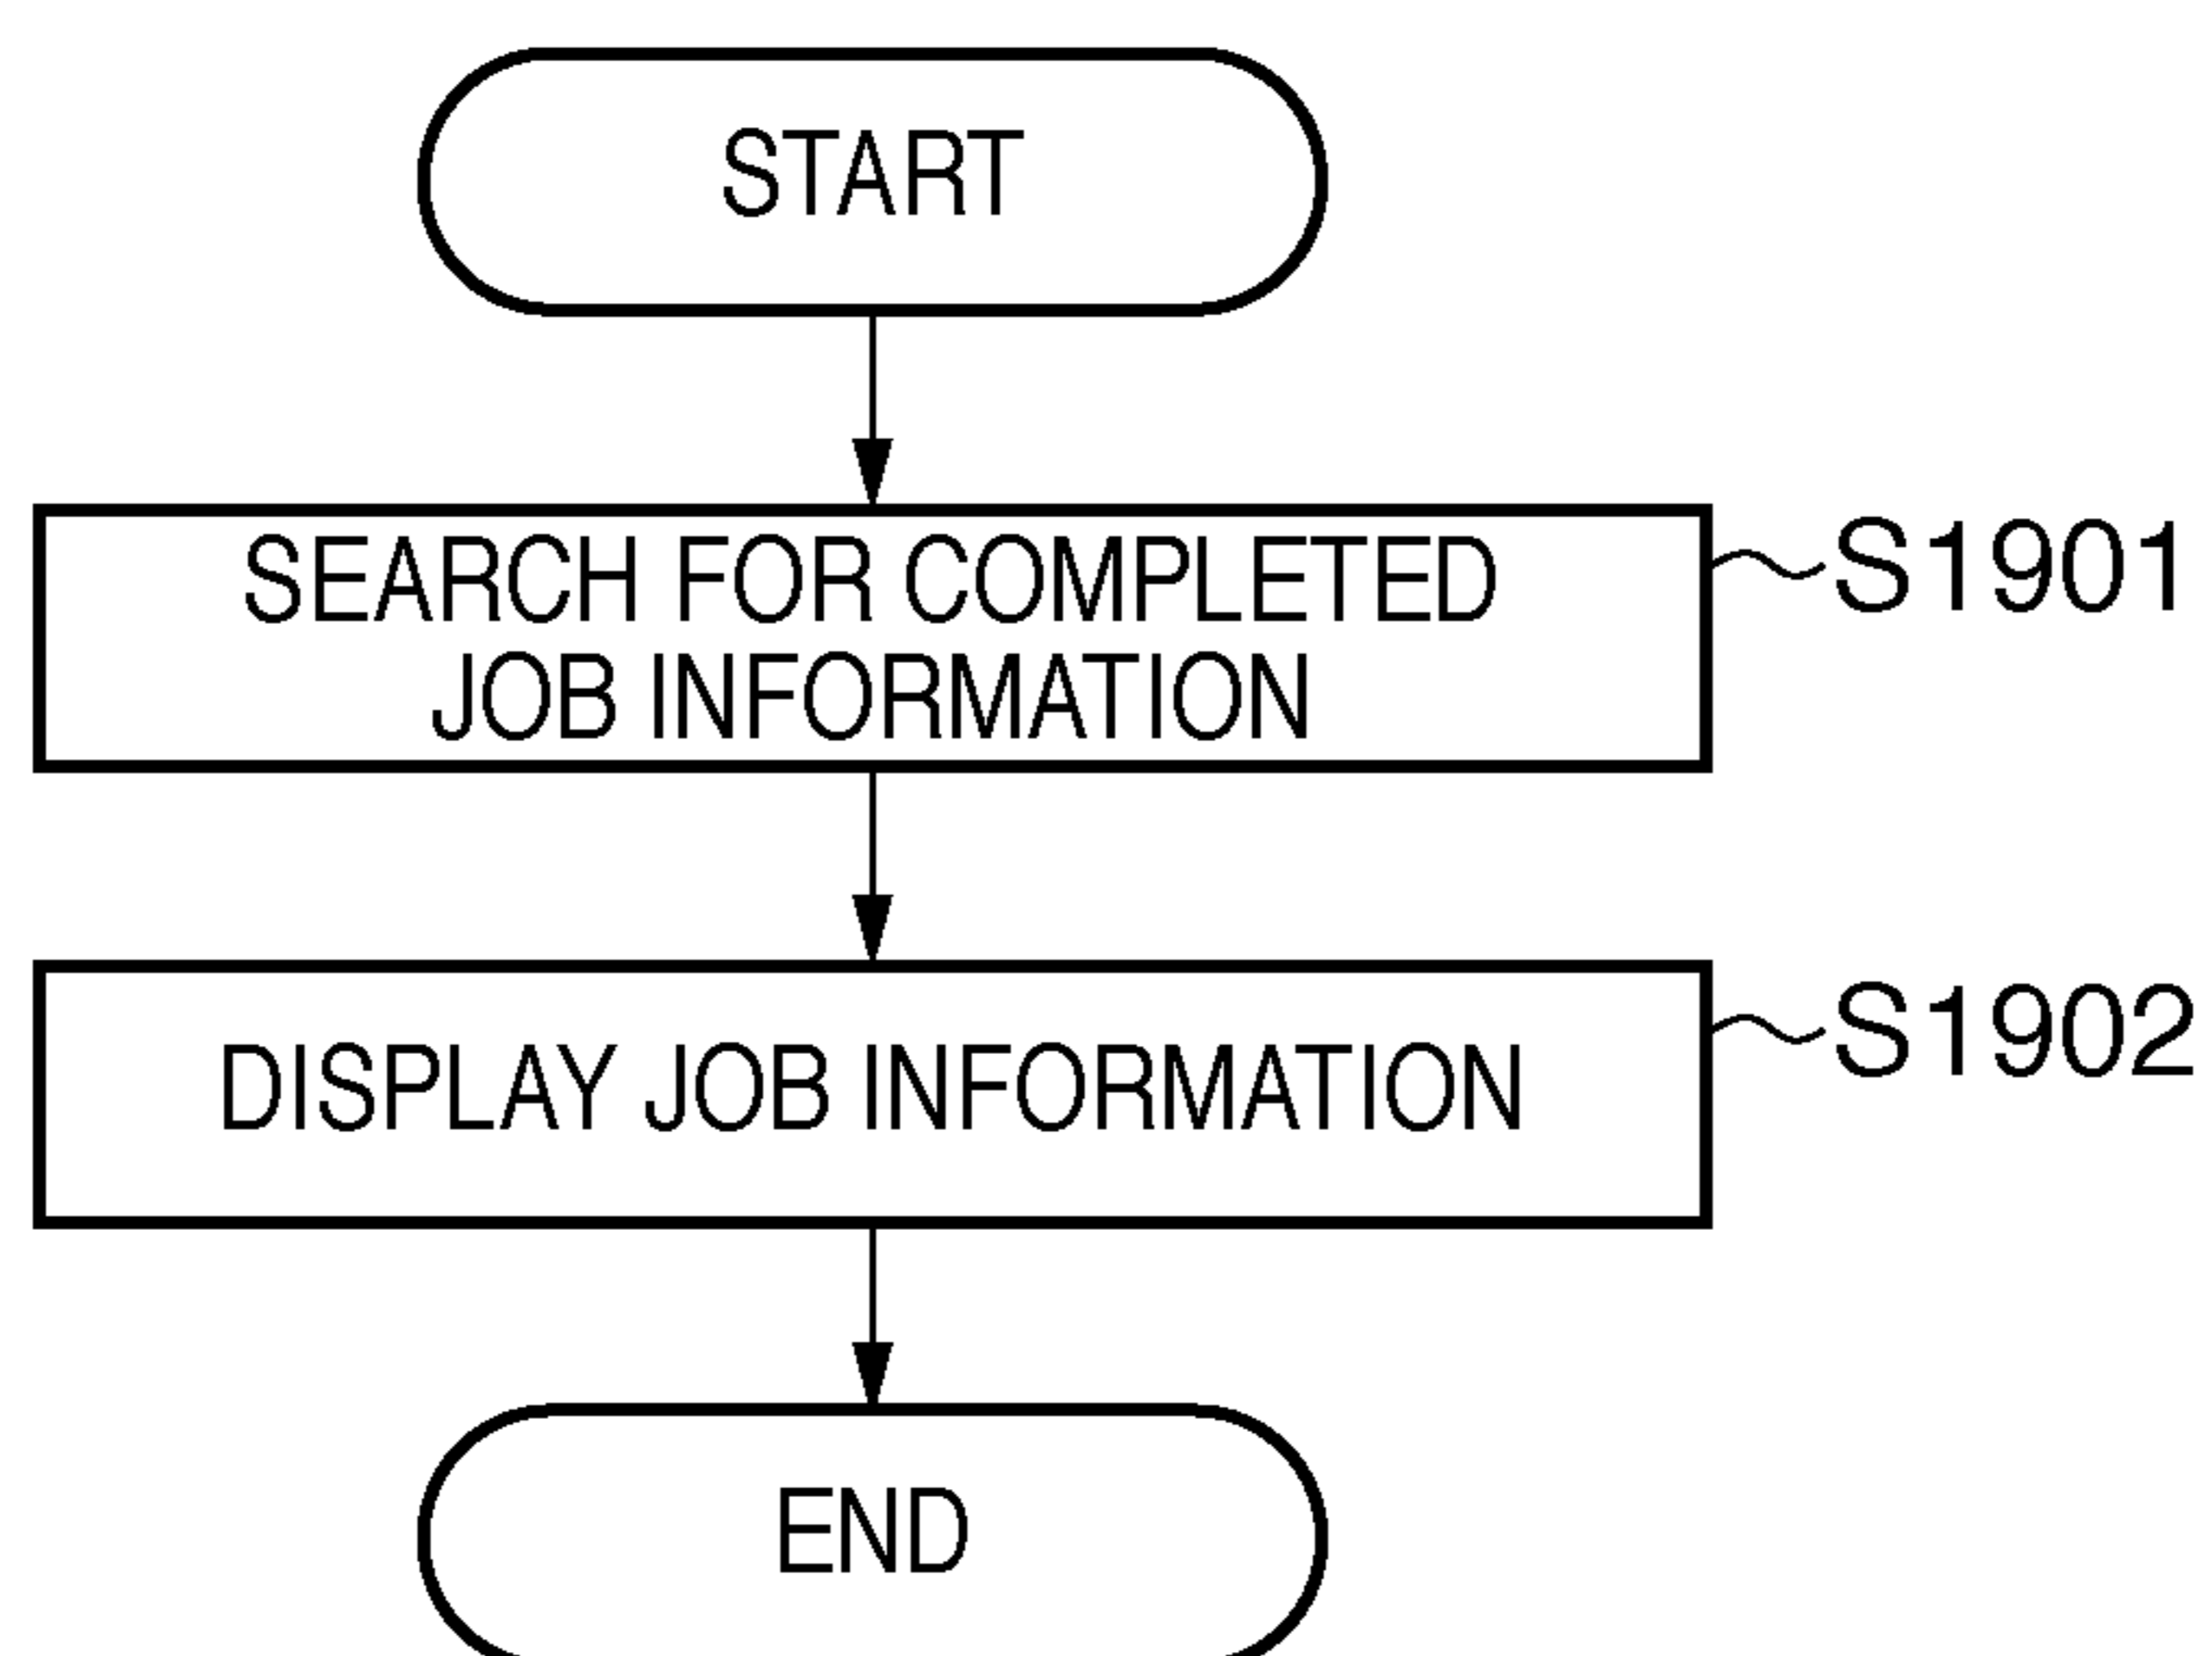 START
SEARCH FOR COMPLETED
JOB INFORMATION
S1901
DISPLAY JOB INFORMATION
S1902
END